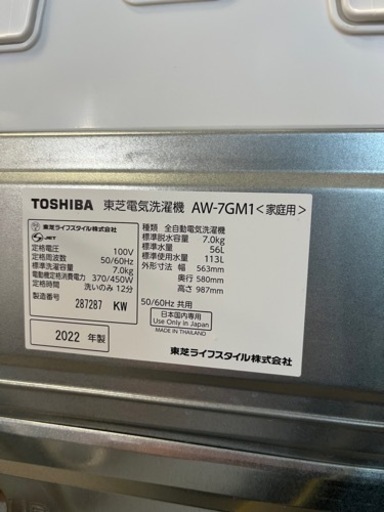 TOSHIBA 東芝電気洗濯機 AW-7GM1<家庭用>
東芝ライフスタイル株式会社
JET
定格電圧 100V
定格周波数 50/60Hz
標準洗濯容量 7.0kg
電動機定格消費電力 370/450W
定格時間 洗いのみ 12分
製造番号 287287 KW
2022 年製
種類 全自動電気洗濯機
標準脱水容量 7.0kg
標準水量 56L
標準使用水量 113L
外形寸法 幅 563mm
奥行 580mm
高さ 987mm
50/60Hz 共用
日本国内専用
Use Only in Japan
MADE IN THAILAND
東芝ライフスタイル株式会社